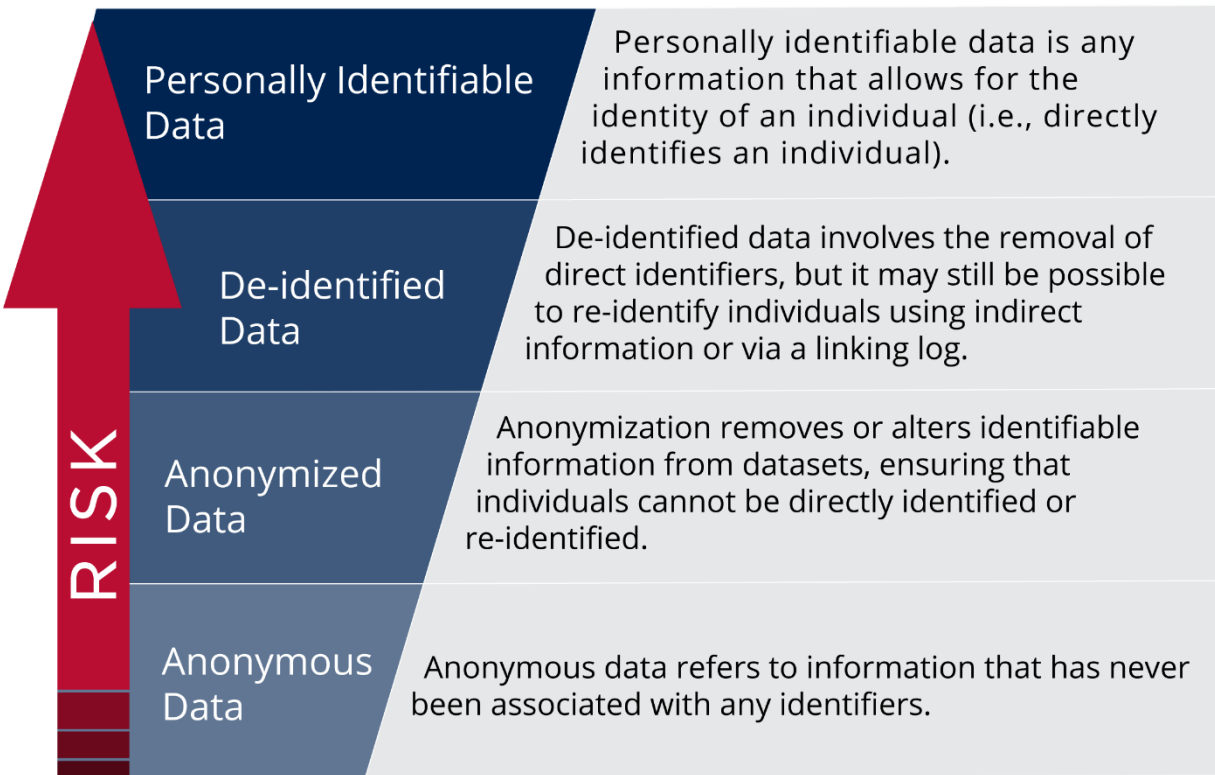 Personally Identifiable
Data
Personally identifiable data is any
information that allows for the
identity of an individual (i.e., directly
identifies an individual).
De-identified
Data
De-identified data involves the removal of
direct identifiers, but it may still be possible
to re-identify individuals using indirect
information or via a linking log.
Anonymized
Data
Anonymization removes or alters identifiable
information from datasets, ensuring that
individuals cannot be directly identified or
re-identified.
Anonymous
Data
Anonymous data refers to information that has never
been associated with any identifiers.
RISK